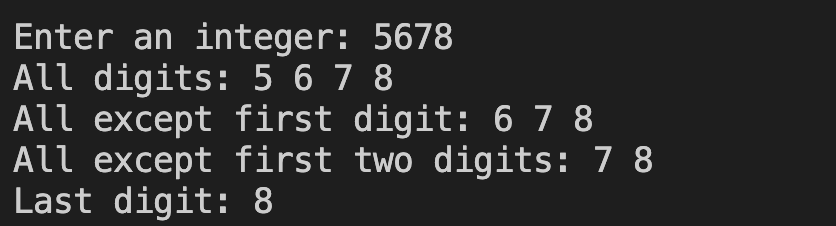 Enter an integer: 5678
All digits: 5 6 7 8
All except first digit: 6 7 8
All except first two digits: 7 8
Last digit: 8